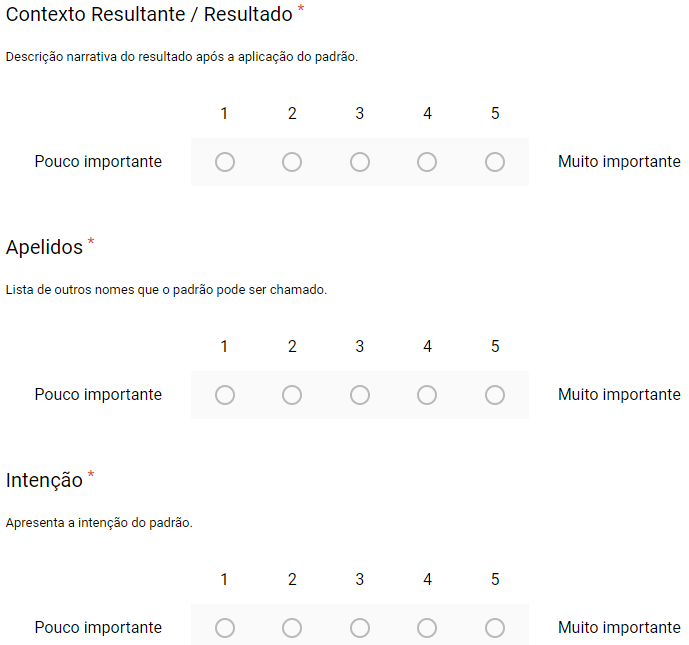 Contexto Resultante / Resultado *
Descrição narrativa do resultado após a aplicação do padrão.
1 2 3 4 5
Pouco importante Muito importante
Apelidos *
Lista de outros nomes que o padrão pode ser chamado.
1 2 3 4 5
Pouco importante Muito importante
Intenção *
Apresenta a intenção do padrão.
1 2 3 4 5
Pouco importante Muito importante